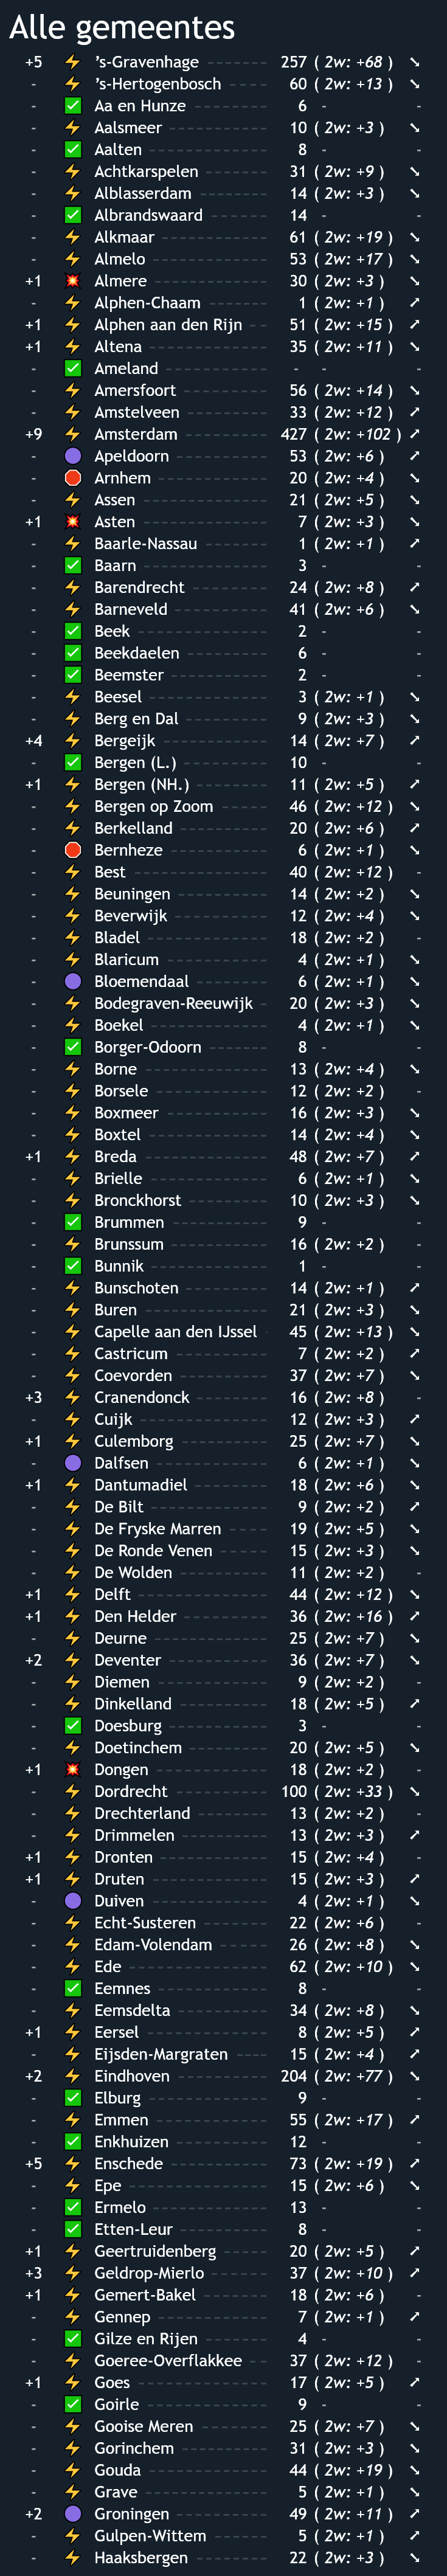 Alle gemeentes
+5 ⚡ ’s-Gravenhage 257 ( 2w: +68 ) ➘
- ⚡ ’s-Hertogenbosch 60 ( 2w: +13 ) ➘
- ✅ Aa en Hunze 6 - -
- ⚡ Aalsmeer 10 ( 2w: +3 ) ➘
- ✅ Aalten 8 - -
- ⚡ Achtkarspelen 31 ( 2w: +9 ) ➘
- ⚡ Alblasserdam 14 ( 2w: +3 ) ➘
- ✅ Albrandswaard 14 - -
- ⚡ Alkmaar 61 ( 2w: +19 ) ➘
- ⚡ Almelo 53 ( 2w: +17 ) ➘
+1 💥 Almere 30 ( 2w: +3 ) ➘
- ⚡ Alphen-Chaam 1 ( 2w: +1 ) ➚
+1 ⚡ Alphen aan den Rijn 51 ( 2w: +15 ) ➚
+1 ⚡ Altena 35 ( 2w: +11 ) ➘
- ✅ Ameland - - -
- ⚡ Amersfoort 56 ( 2w: +14 ) ➘
- ⚡ Amstelveen 33 ( 2w: +12 ) ➚
+9 ⚡ Amsterdam 427 ( 2w: +102 ) ➚
- 🟣 Apeldoorn 53 ( 2w: +6 ) ➚
- 🛑 Arnhem 20 ( 2w: +4 ) ➘
- ⚡ Assen 21 ( 2w: +5 ) ➘
+1 💥 Asten 7 ( 2w: +3 ) ➘
- ⚡ Baarle-Nassau 1 ( 2w: +1 ) ➚
- ✅ Baarn 3 - -
- ⚡ Barendrecht 24 ( 2w: +8 ) ➚
- ⚡ Barneveld 41 ( 2w: +6 ) ➘
- ✅ Beek 2 - -
- ✅ Beekdaelen 6 - -
- ✅ Beemster 2 - -
- ⚡ Beesel 3 ( 2w: +1 ) ➘
- ⚡ Berg en Dal 9 ( 2w: +3 ) ➘
+4 ⚡ Bergeijk 14 ( 2w: +7 ) ➚
- ✅ Bergen (L.) 10 - -
+1 ⚡ Bergen (NH.) 11 ( 2w: +5 ) ➚
- ⚡ Bergen op Zoom 46 ( 2w: +12 ) ➘
- ⚡ Berkelland 20 ( 2w: +6 ) ➚
- 🛑 Bernheze 6 ( 2w: +1 ) ➘
- ⚡ Best 40 ( 2w: +12 ) -
- ⚡ Beuningen 14 ( 2w: +2 ) ➘
- ⚡ Beverwijk 12 ( 2w: +4 ) ➘
- ⚡ Bladel 18 ( 2w: +2 ) -
- ⚡ Blaricum 4 ( 2w: +1 ) ➘
- 🟣 Bloemendaal 6 ( 2w: +1 ) ➘
- ⚡ Bodegraven-Reeuwijk 20 ( 2w: +3 ) ➘
- ⚡ Boekel 4 ( 2w: +1 ) ➘
- ✅ Borger-Odoorn 8 - -
- ⚡ Borne 13 ( 2w: +4 ) ➘
- ⚡ Borsele 12 ( 2w: +2 ) -
- ⚡ Boxmeer 16 ( 2w: +3 ) ➘
- ⚡ Boxtel 14 ( 2w: +4 ) ➘
+1 ⚡ Breda 48 ( 2w: +7 ) ➚
- ⚡ Brielle 6 ( 2w: +1 ) ➘
- ⚡ Bronckhorst 10 ( 2w: +3 ) ➘
- ✅ Brummen 9 - -
- ⚡ Brunssum 16 ( 2w: +2 ) -
- ✅ Bunnik 1 - -
- ⚡ Bunschoten 14 ( 2w: +1 ) ➚
- ⚡ Buren 21 ( 2w: +3 ) ➘
- ⚡ Capelle aan den IJssel 45 ( 2w: +13 ) ➘
- ⚡ Castricum 7 ( 2w: +2 ) ➚
- ⚡ Coevorden 37 ( 2w: +7 ) ➘
+3 ⚡ Cranendonck 16 ( 2w: +8 ) -
- ⚡ Cuijk 12 ( 2w: +3 ) ➚
+1 ⚡ Culemborg 25 ( 2w: +7 ) ➘
- 🟣 Dalfsen 6 ( 2w: +1 ) ➘
+1 ⚡ Dantumadiel 18 ( 2w: +6 ) ➘
- ⚡ De Bilt 9 ( 2w: +2 ) ➚
- ⚡ De Fryske Marren 19 ( 2w: +5 ) ➘
- ⚡ De Ronde Venen 15 ( 2w: +3 ) ➘
- ⚡ De Wolden 11 ( 2w: +2 ) -
+1 ⚡ Delft 44 ( 2w: +12 ) ➘
+1 ⚡ Den Helder 36 ( 2w: +16 ) ➚
- ⚡ Deurne 25 ( 2w: +7 ) ➘
+2 ⚡ Deventer 36 ( 2w: +7 ) ➘
- ⚡ Diemen 9 ( 2w: +2 ) -
- ⚡ Dinkelland 18 ( 2w: +5 ) ➚
- ✅ Doesburg 3 - -
- ⚡ Doetinchem 20 ( 2w: +5 ) ➘
+1 💥 Dongen 18 ( 2w: +2 ) -
- ⚡ Dordrecht 100 ( 2w: +33 ) ➘
- ⚡ Drechterland 13 ( 2w: +2 ) -
- ⚡ Drimmelen 13 ( 2w: +3 ) ➚
+1 ⚡ Dronten 15 ( 2w: +4 ) -
+1 ⚡ Druten 15 ( 2w: +3 ) ➚
- 🟣 Duiven 4 ( 2w: +1 ) ➘
- ⚡ Echt-Susteren 22 ( 2w: +6 ) -
- ⚡ Edam-Volendam 26 ( 2w: +8 ) ➘
- ⚡ Ede 62 ( 2w: +10 ) ➘
- ✅ Eemnes 8 - -
- ⚡ Eemsdelta 34 ( 2w: +8 ) ➘
+1 ⚡ Eersel 8 ( 2w: +5 ) ➚
- ⚡ Eijsden-Margraten 15 ( 2w: +4 ) ➚
+2 ⚡ Eindhoven 204 ( 2w: +77 ) ➘
- ✅ Elburg 9 - -
- ⚡ Emmen 55 ( 2w: +17 ) ➚
- ✅ Enkhuizen 12 - -
+5 ⚡ Enschede 73 ( 2w: +19 ) ➚
- ⚡ Epe 15 ( 2w: +6 ) ➘
- ✅ Ermelo 13 - -
- ✅ Etten-Leur 8 - -
+1 ⚡ Geertruidenberg 20 ( 2w: +5 ) ➚
+3 ⚡ Geldrop-Mierlo 37 ( 2w: +10 ) ➚
+1 ⚡ Gemert-Bakel 18 ( 2w: +6 ) -
- ⚡ Gennep 7 ( 2w: +1 ) ➚
- ✅ Gilze en Rijen 4 - -
- ⚡ Goeree-Overflakkee 37 ( 2w: +12 ) -
+1 ⚡ Goes 17 ( 2w: +5 ) ➚
- ✅ Goirle 9 - -
- ⚡ Gooise Meren 25 ( 2w: +7 ) ➘
- ⚡ Gorinchem 31 ( 2w: +3 ) ➘
- ⚡ Gouda 44 ( 2w: +19 ) ➘
- ⚡ Grave 5 ( 2w: +1 ) ➘
+2 🟣 Groningen 49 ( 2w: +11 ) ➚
- ⚡ Gulpen-Wittem 5 ( 2w: +1 ) ➚
- ⚡ Haaksbergen 22 ( 2w: +3 ) ➘